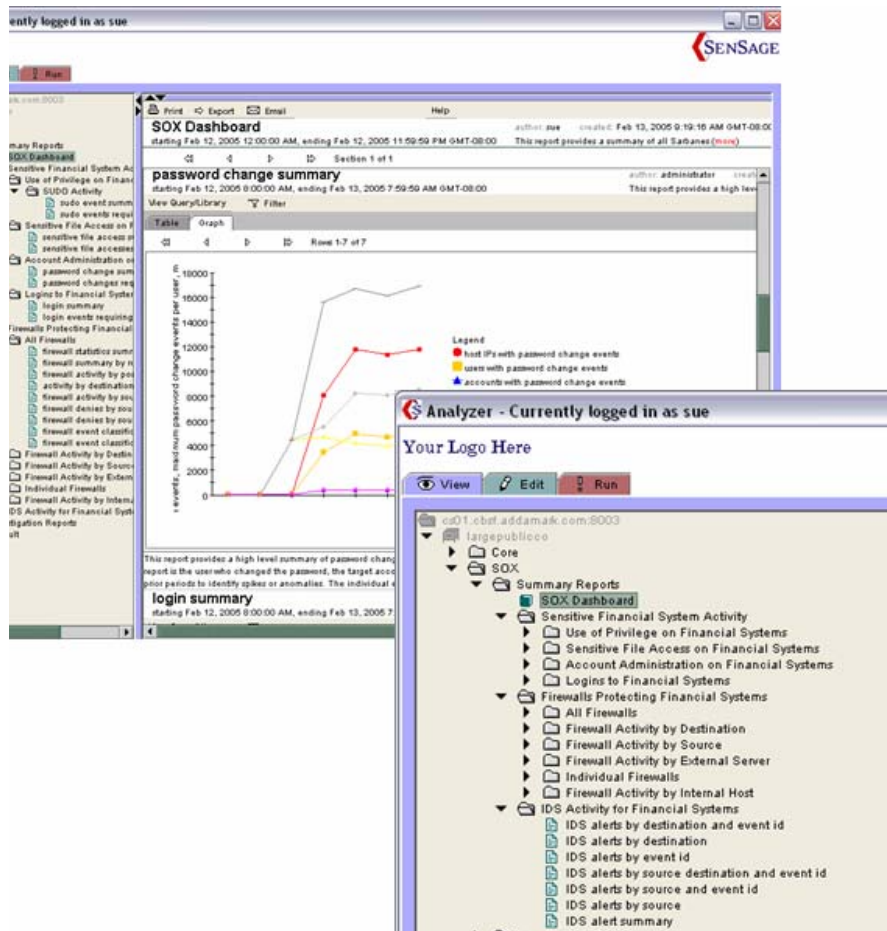 ently logged in as sue
SENSAGE
Run
Print Export Email Help
SOX Dashboard
author: sue created: Feb 13, 2005 9:19:16 AM GMT-08:00
starting Feb 12, 2005 12:00:00 AM, ending Feb 12, 2005 11:59:59 PM GMT-08:00
This report provides a summary of all Sarbanes (more)
Section 1 of 1
password change summary
author: administrator creat
starting Feb 12, 2005 8:00:00 AM, ending Feb 13, 2005 7:59:59 AM GMT-08:00
This report provides a high leve
View Query/Library Filter
Table Graph
Rows 1-7 of 7
mary Reports
SOX Dashboard
Sensitive Financial System Ac
Use of Privilege on Financ
SUDO Activity
sudo event summ
sudo events requi
Sensitive File Access on F
sensitive file access s
sensitive file accesses
Account Administration o
password change sum
password changes req
Logins to Financial System
login summary
login events requiring
Firewalls Protecting Financial
All Firewalls
firewall statistics summ
firewall summary by
firewall activity by
activity by destination
firewall activity by sou
firewall denies by sou
firewall denies by sou
firewall event classific
firewall event classific
Firewall Activity by Destin
Firewall Activity by Source
Firewall Activity by Extern
Individual Firewalls
Firewall Activity by Interna
IDS Activity for Financial Syst
tigation Reports
ult
events, maximum password change events per user, m
18000
16000
14000
12000
10000
8000
6000
4000
2000
0
Legend
host IPs with password change events
users with password change events
accounts with password change events
This report provides a high level summary of password chang
report is the user who changed the password, the target acco
prior periods to identify spikes or anomalies. The individual e
login summary
starting Feb 12, 2005 8:00:00 AM, ending Feb 13, 2005 7:
Analyzer - Currently logged in as sue
Your Logo Here
View Edit Run
cs01.cbsf.addamark.com:8003
largepublicco
Core
SOX
Summary Reports
SOX Dashboard
Sensitive Financial System Activity
Use of Privilege on Financial Systems
Sensitive File Access on Financial Systems
Account Administration on Financial Systems
Logins to Financial Systems
Firewalls Protecting Financial Systems
All Firewalls
Firewall Activity by Destination
Firewall Activity by Source
Firewall Activity by External Server
Individual Firewalls
Firewall Activity by Internal Host
IDS Activity for Financial Systems
IDS alerts by destination and event id
IDS alerts by destination
IDS alerts by event id
IDS alerts by source destination and event id
IDS alerts by source and event id
IDS alerts by source
IDS alert summary